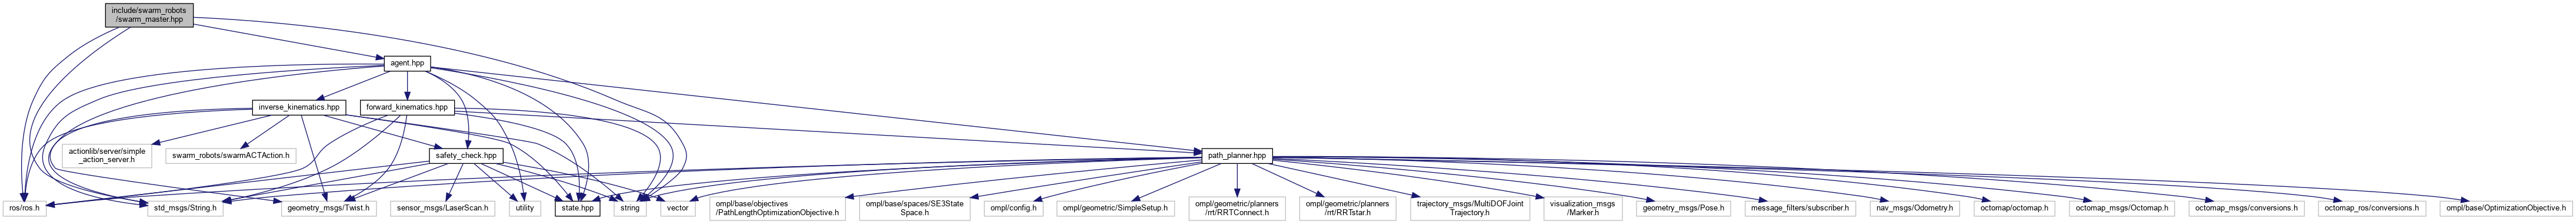 include/swarm_robots
/swarm_master.hpp
agent.hpp
inverse_kinematics.hpp
forward_kinematics.hpp
actionlib/server/simple
_action_server.h
swarm_robots/swarmACTAction.h
safety_check.hpp
path_planner.hpp
ros/ros.h
std_msgs/String.h
geometry_msgs/Twist.h
sensor_msgs/LaserScan.h
utility
state.hpp
string
vector
ompl/base/objectives
/PathLengthOptimizationObjective.h
ompl/base/spaces/SE3State
Space.h
ompl/config.h
ompl/geometric/SimpleSetup.h
ompl/geometric/planners
/rrt/RRTConnect.h
ompl/geometric/planners
/rrt/RRTstar.h
trajectory_msgs/MultiDOFJoint
Trajectory.h
visualization_msgs
/Marker.h
geometry_msgs/Pose.h
message_filters/subscriber.h
nav_msgs/Odometry.h
octomap/octomap.h
octomap_msgs/Octomap.h
octomap_msgs/conversions.h
octomap_ros/conversions.h
ompl/base/OptimizationObjective.h